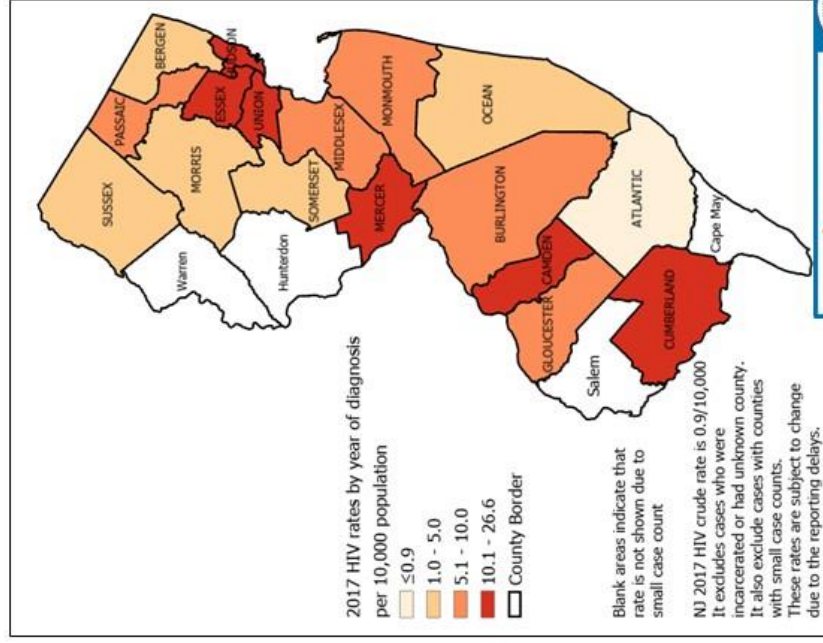 SUSSEX
PASSAIC
BERGEN
Warren
MORRIS
ESSEX
HUDSON
UNION
Hunterdon
SOMERSET
MIDDLESEX
MERCER
MONMOUTH
OCEAN
BURLINGTON
CAMDEN
GLOUCESTER
Salem
ATLANTIC
CUMBERLAND
Cape May
2017 HIV rates by year of diagnosis
per 10,000 population
≤0.9
1.0 - 5.0
5.1 - 10.0
10.1 - 26.6
County Border
Blank areas indicate that
rate is not shown due to
small case count
NJ 2017 HIV crude rate is 0.9/10,000
It excludes cases who were
incarcerated or had unknown county.
It also exclude cases with counties
with small case counts.
These rates are subject to change
due to the reporting delays.